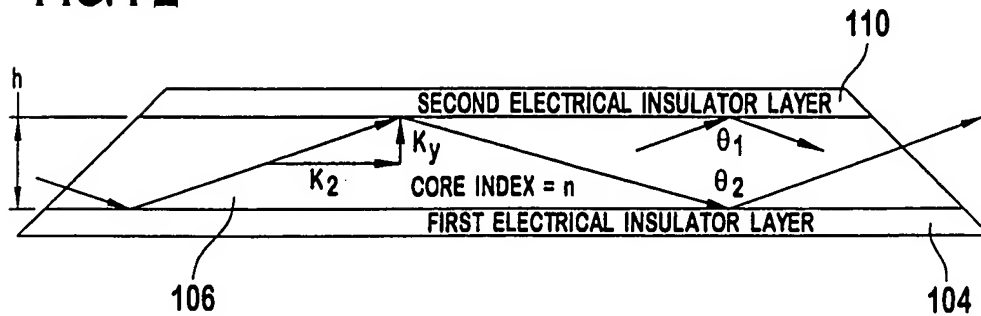 110
h
SECOND ELECTRICAL INSULATOR LAYER
Ky
θ1
K2
θ2
CORE INDEX = n
FIRST ELECTRICAL INSULATOR LAYER
106
104